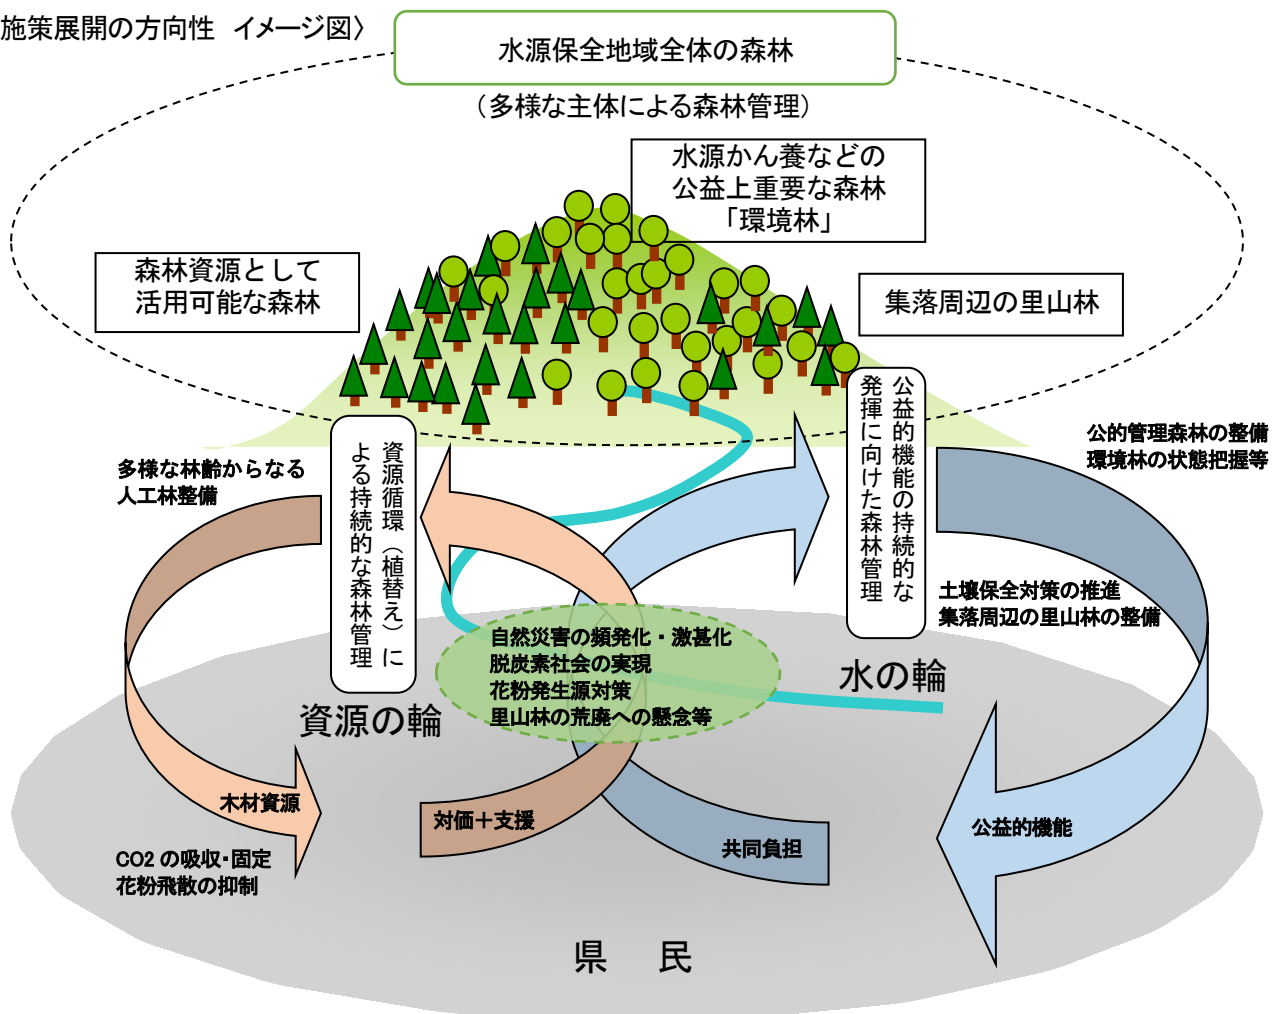 施策展開の方向性　イメージ図〉
水源保全地域全体の森林
（多様な主体による森林管理）
水源かん養などの
公益上重要な森林
「環境林」
森林資源として
活用可能な森林
集落周辺の里山林
公益的機能の持続的な
発揮に向けた森林管理
資源循環（植替え）に
よる持続的な森林管理
多様な林齢からなる
人工林整備
公的管理森林の整備
環境林の状態把握等
土壌保全対策の推進
集落周辺の里山林の整備
自然災害の頻発化・激甚化
脱炭素社会の実現
花粉発生源対策
里山林の荒廃への懸念等
水の輪
資源の輪
木材資源
対価＋支援
共同負担
公益的機能
CO2 の吸収・固定
花粉飛散の抑制
県　民